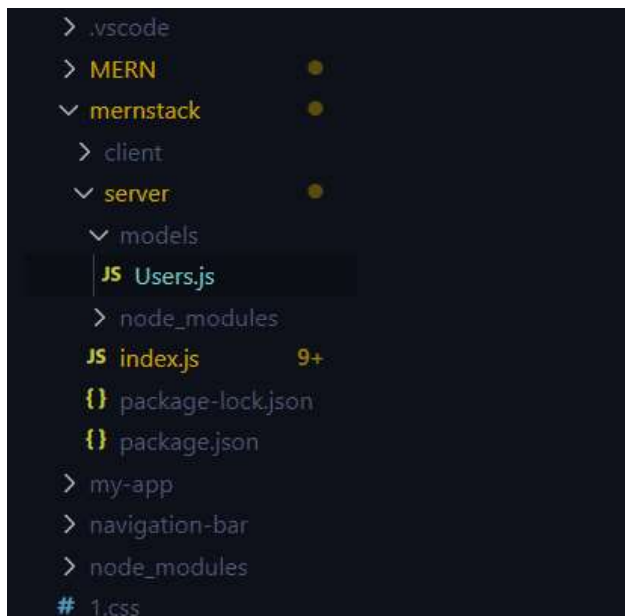 .vscode
MERN
mernstack
client
server
models
JS Users.js
node_modules
JS index.js 9+
{} package-lock.json
{} package.json
my-app
navigation-bar
node_modules
# 1.css